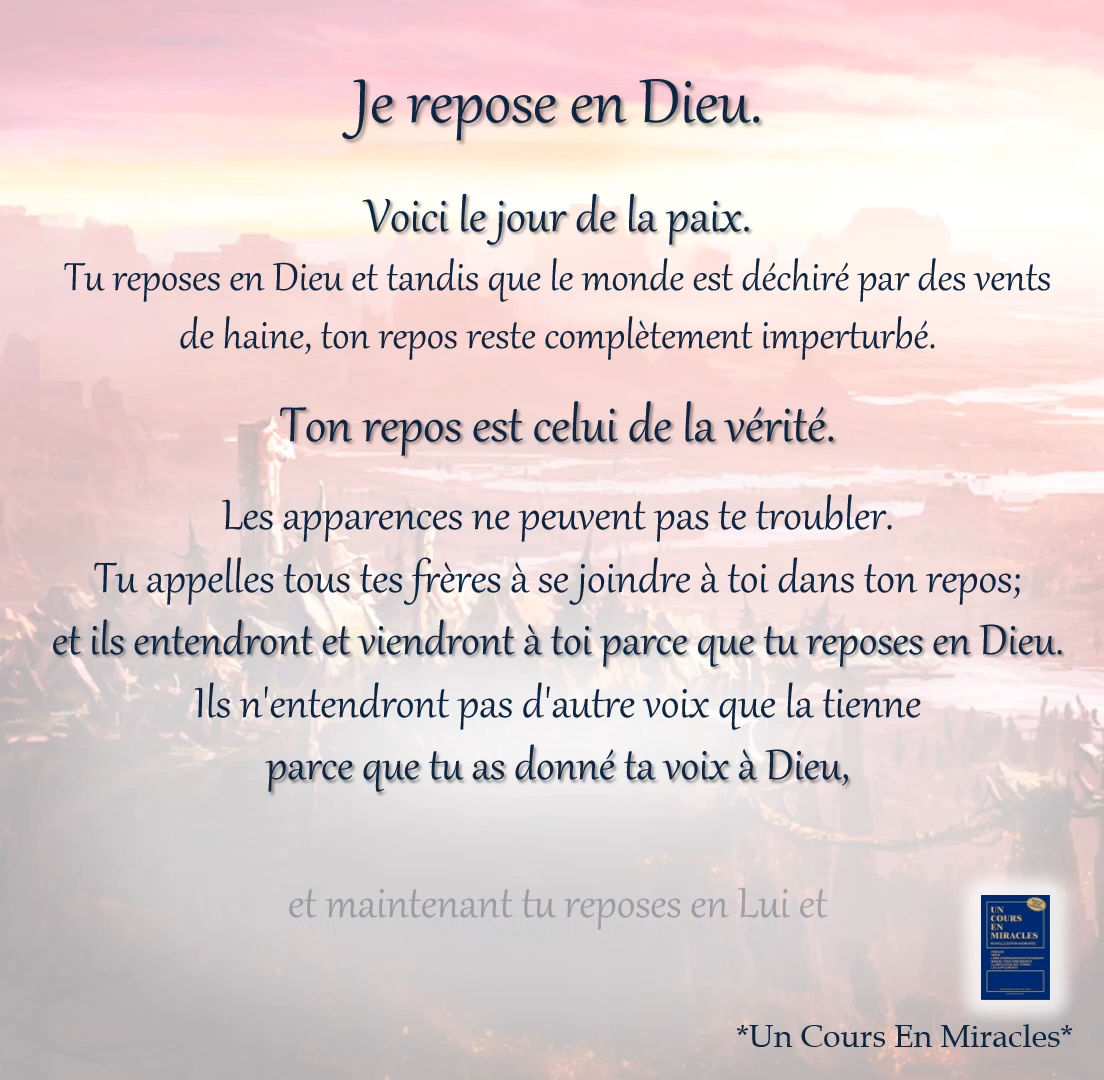 Je repose en Dieu.
Voici le jour de la paix.
Tu reposes en Dieu et tandis que le monde est déchiré par des vents
de haine, ton repos reste complètement imperturbé.
Ton repos est celui de la vérité.
Les apparences ne peuvent pas te troubler.
Tu appelles tous tes frères à se joindre à toi dans ton repos;
et ils entendront et viendront à toi parce que tu reposes en Dieu.
Ils n'entendront pas d'autre voix que la tienne
parce que tu as donné ta voix à Dieu,
et maintenant tu reposes en Lui et
UN
COURS
EN
MIRACLES
*Un Cours En Miracles*